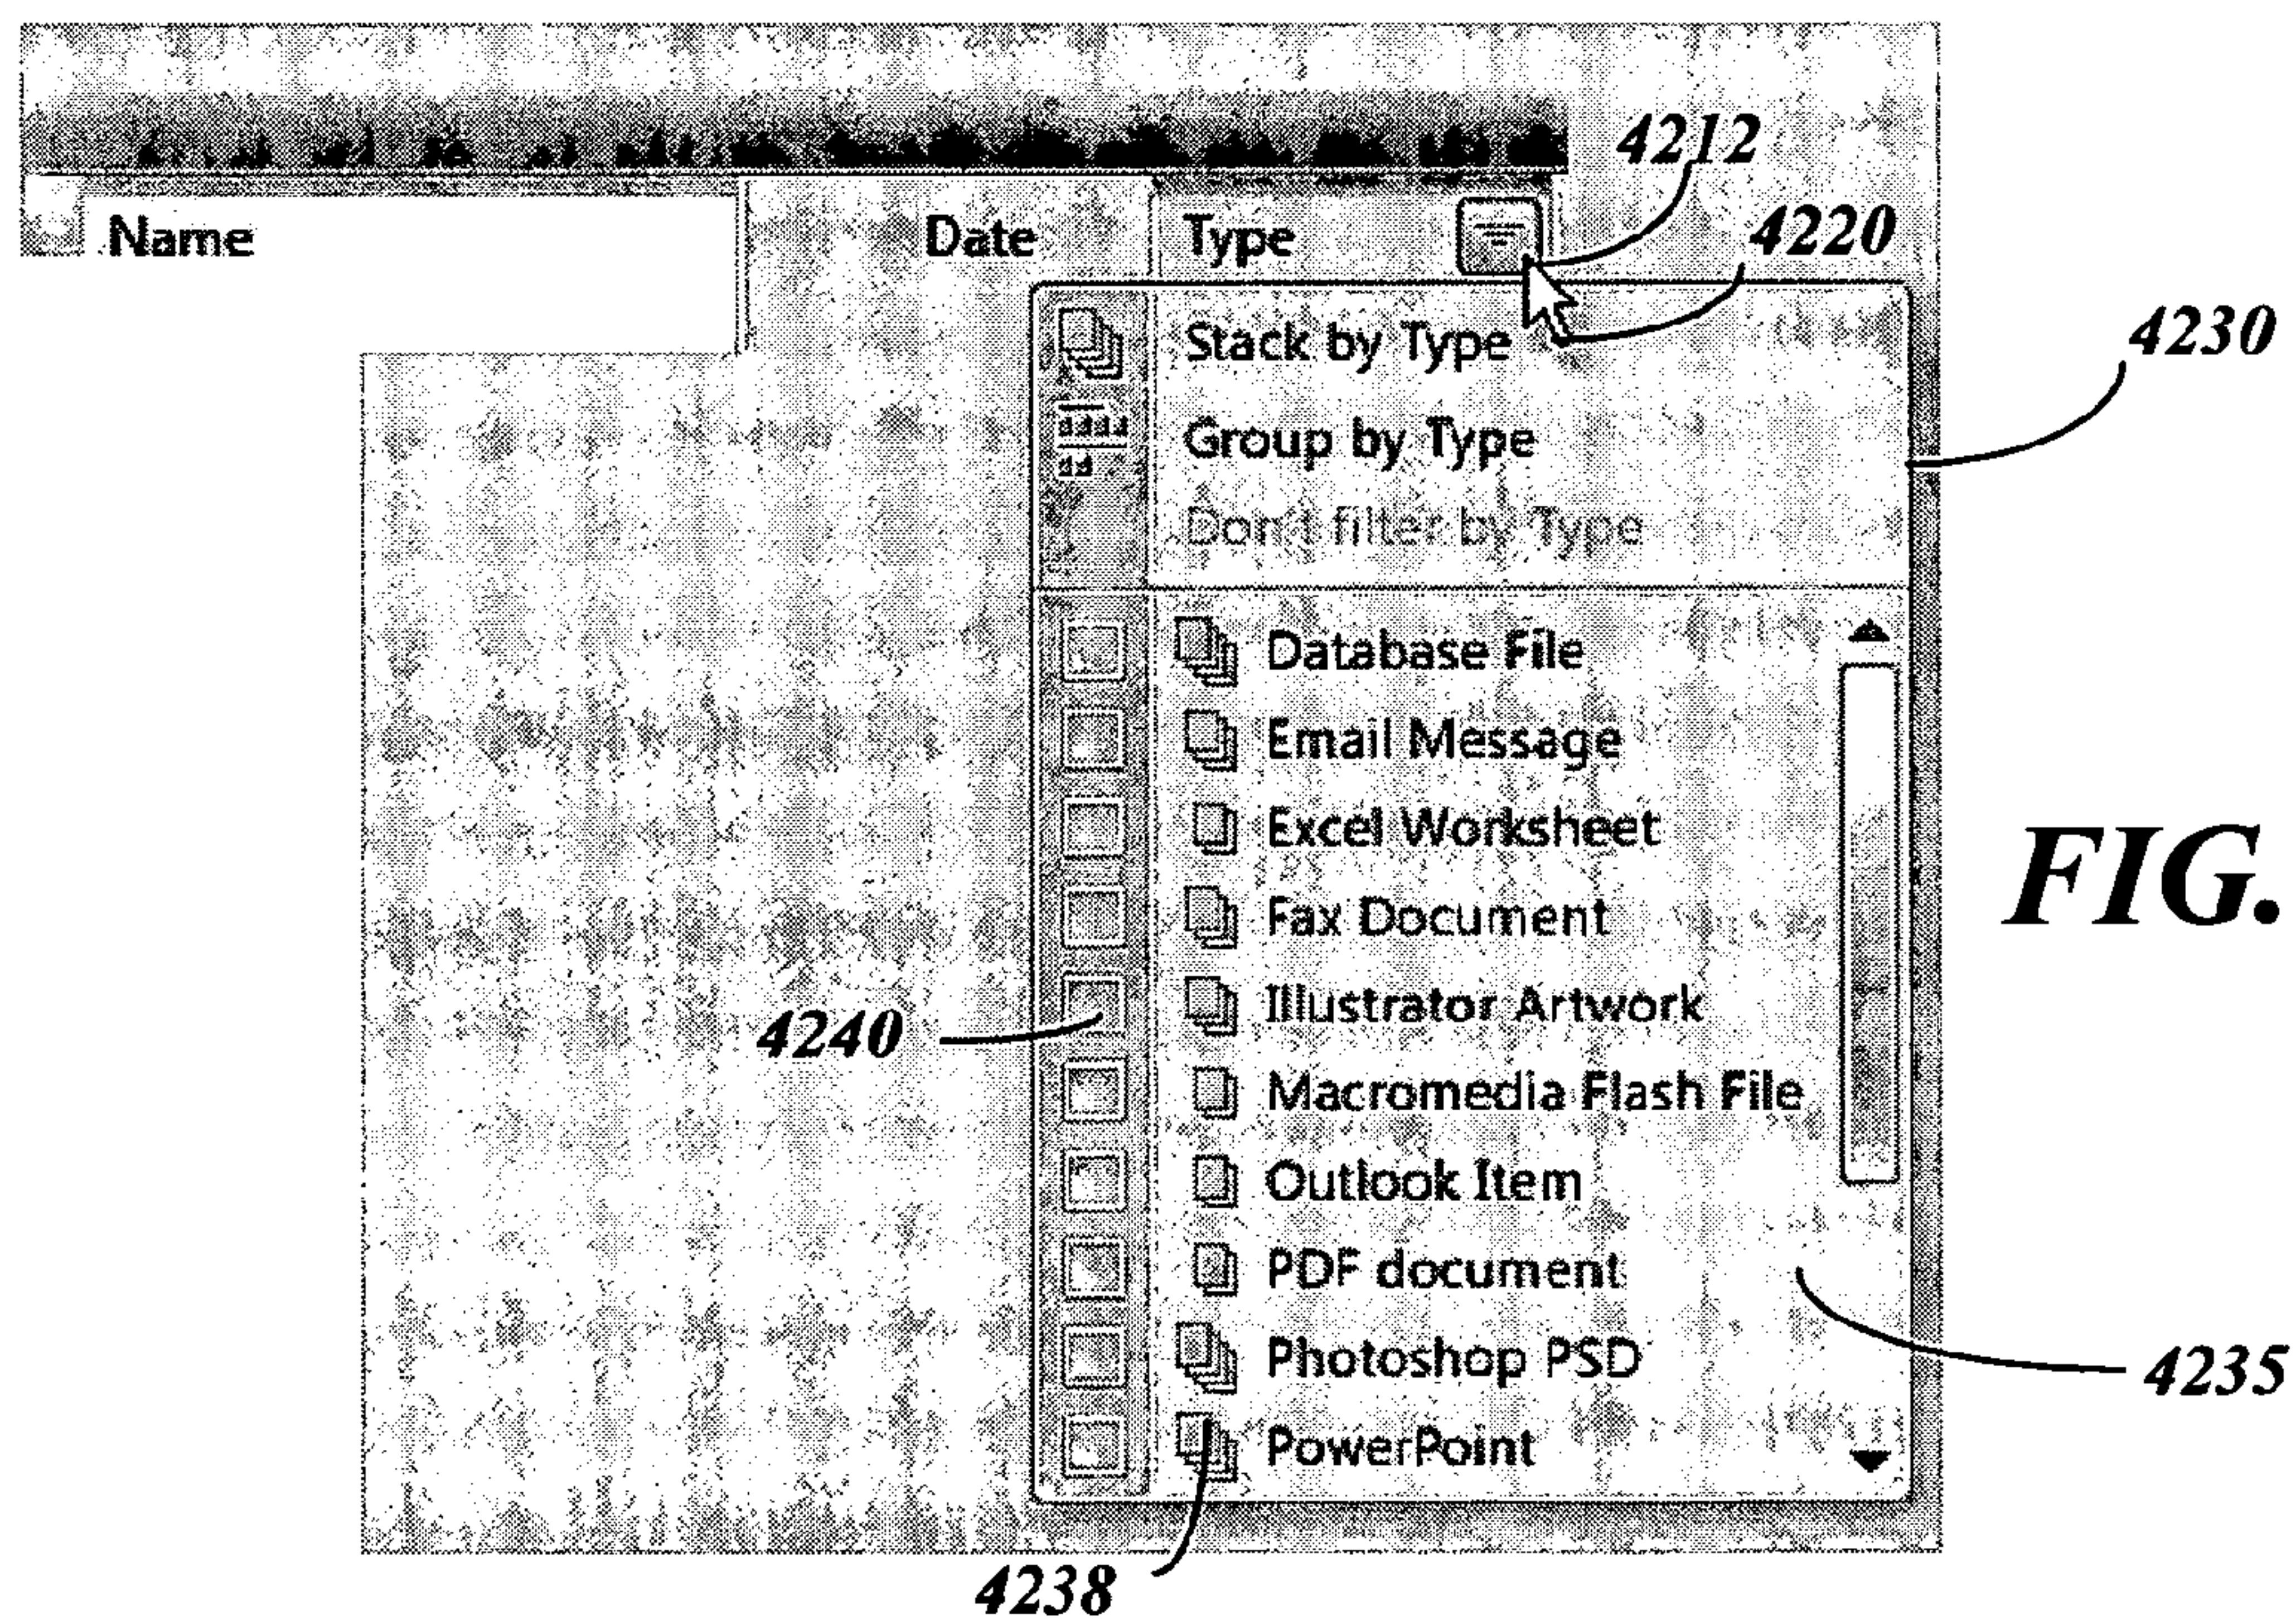 4212
Name Date Type 4220
Stack by Type
4230
Group by Type
Don't filter by Type
Database File
Email Message
Excel Worksheet
FIG.
Fax Document
Illustrator Artwork
4240
Macromedia Flash File
Outlook Item
PDF document
Photoshop PSD
4235
PowerPoint
4238